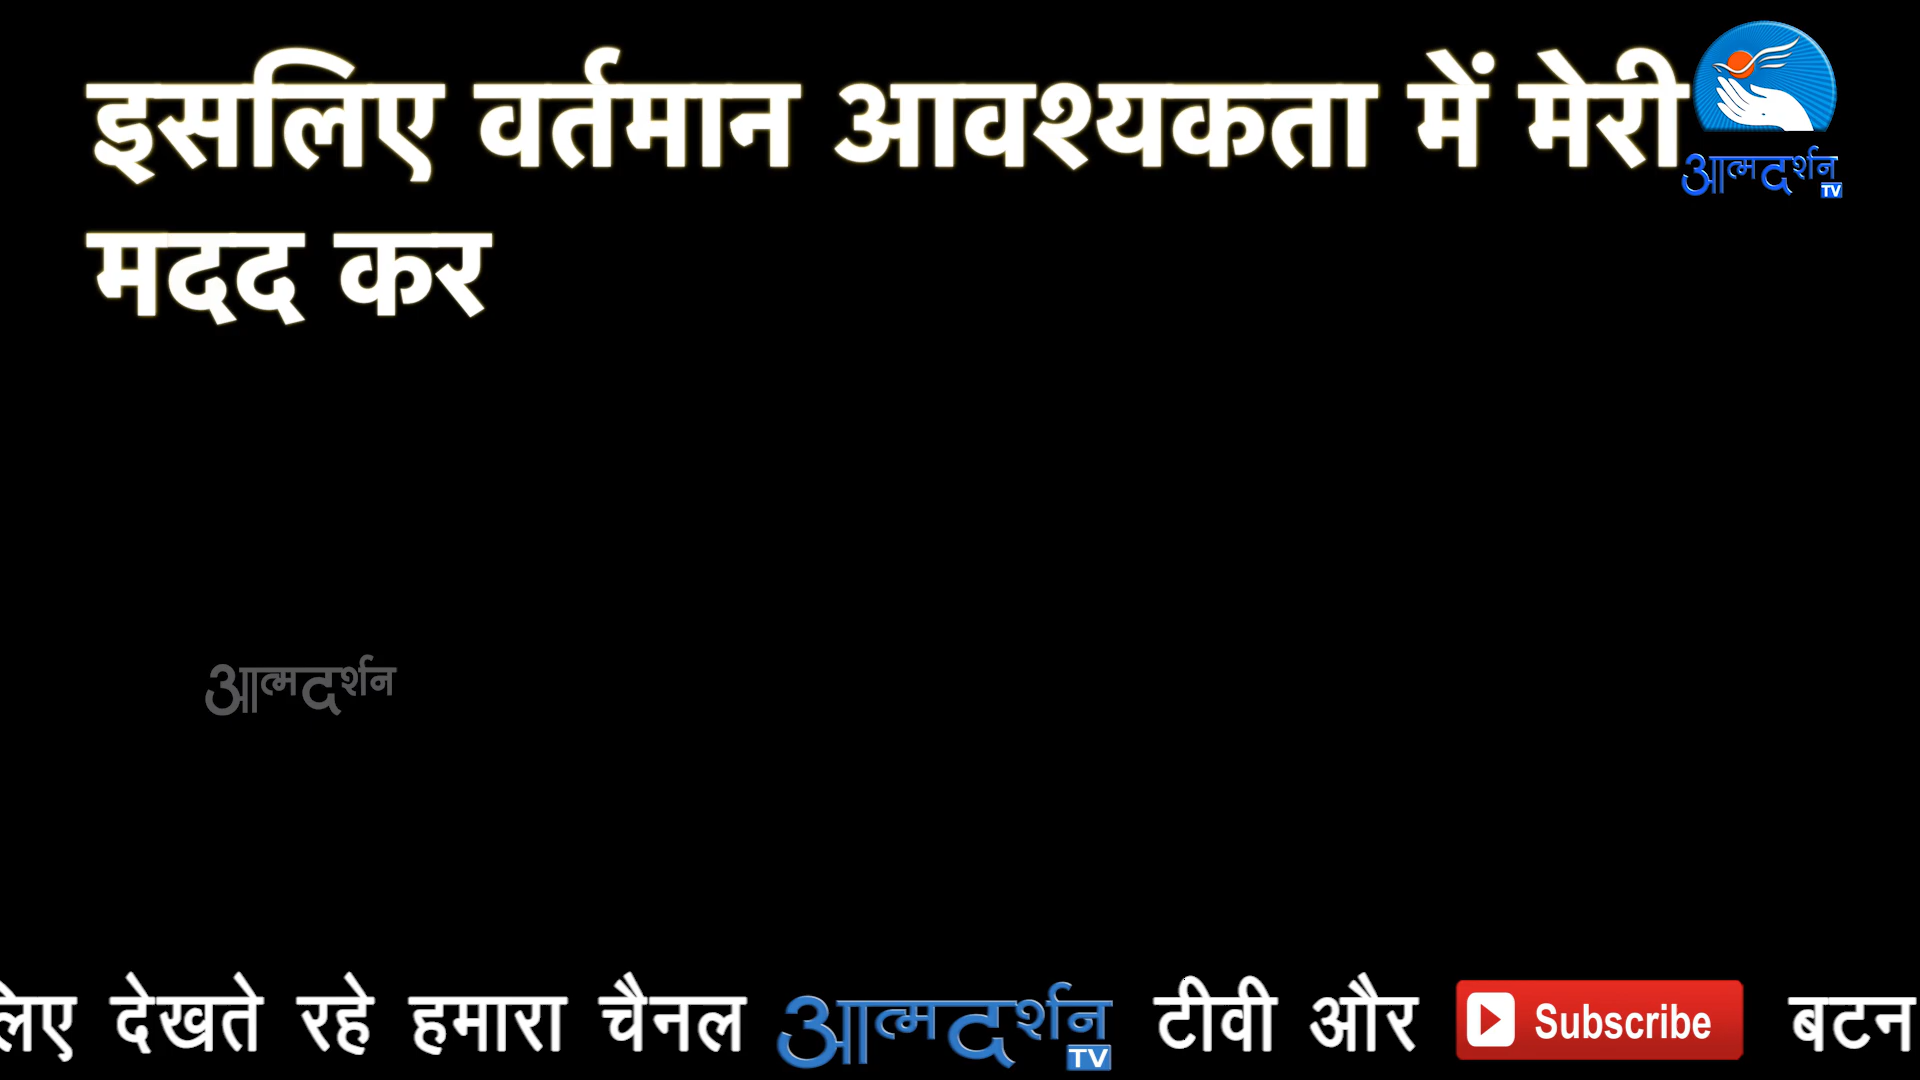 इसलिए वर्तमान आवश्यकता में मेरी
मदद कर
आत्मदर्शन
TV
आत्मदर्शन
लिए देखते रहे हमारा चैनल आत्मदर्शन TV टीवी और Subscribe बटन